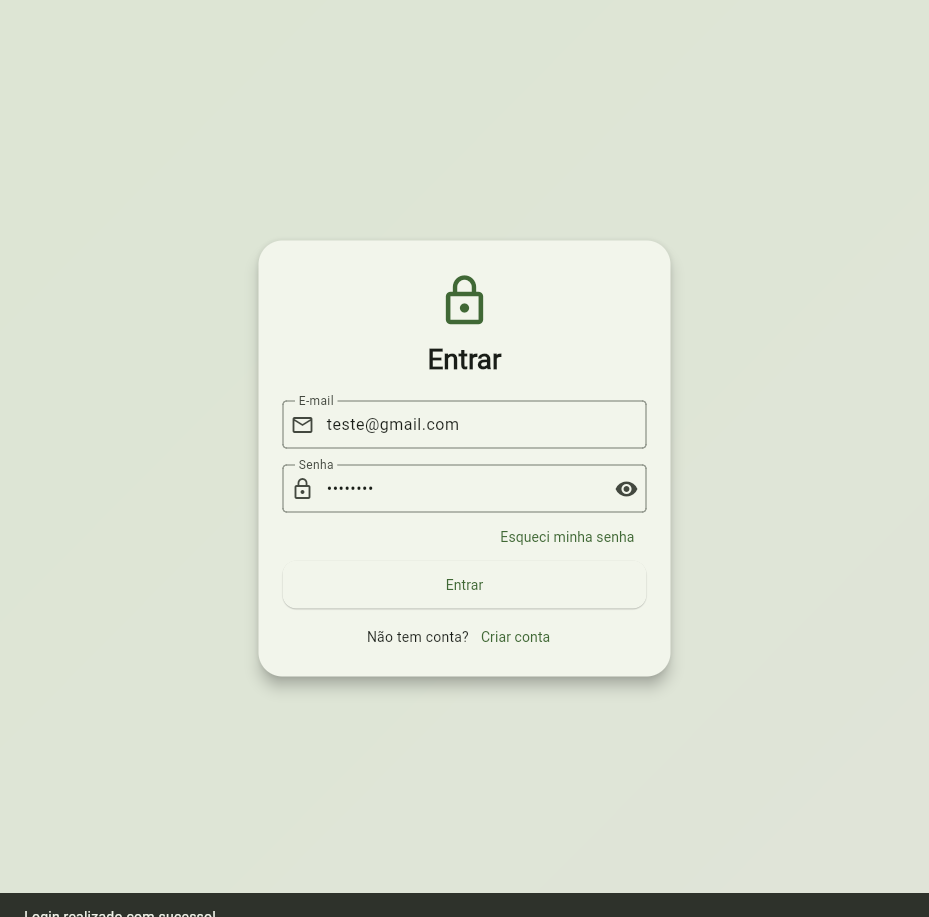 Entrar
E-mail
teste@gmail.com
Senha
••••••••
Esqueci minha senha
Entrar
Não tem conta? Criar conta
Login realizado com sucesso!